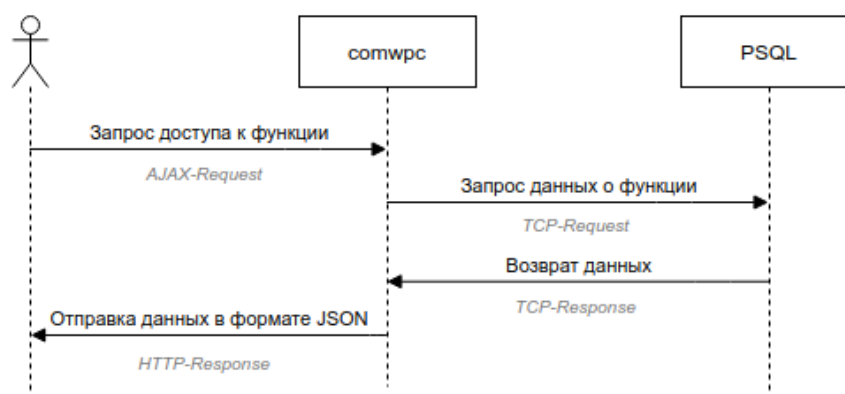 comwpc
PSQL
Запрос доступа к функции
AJAX-Request
Запрос данных о функции
TCP-Request
Возврат данных
TCP-Response
Отправка данных в формате JSON
HTTP-Response